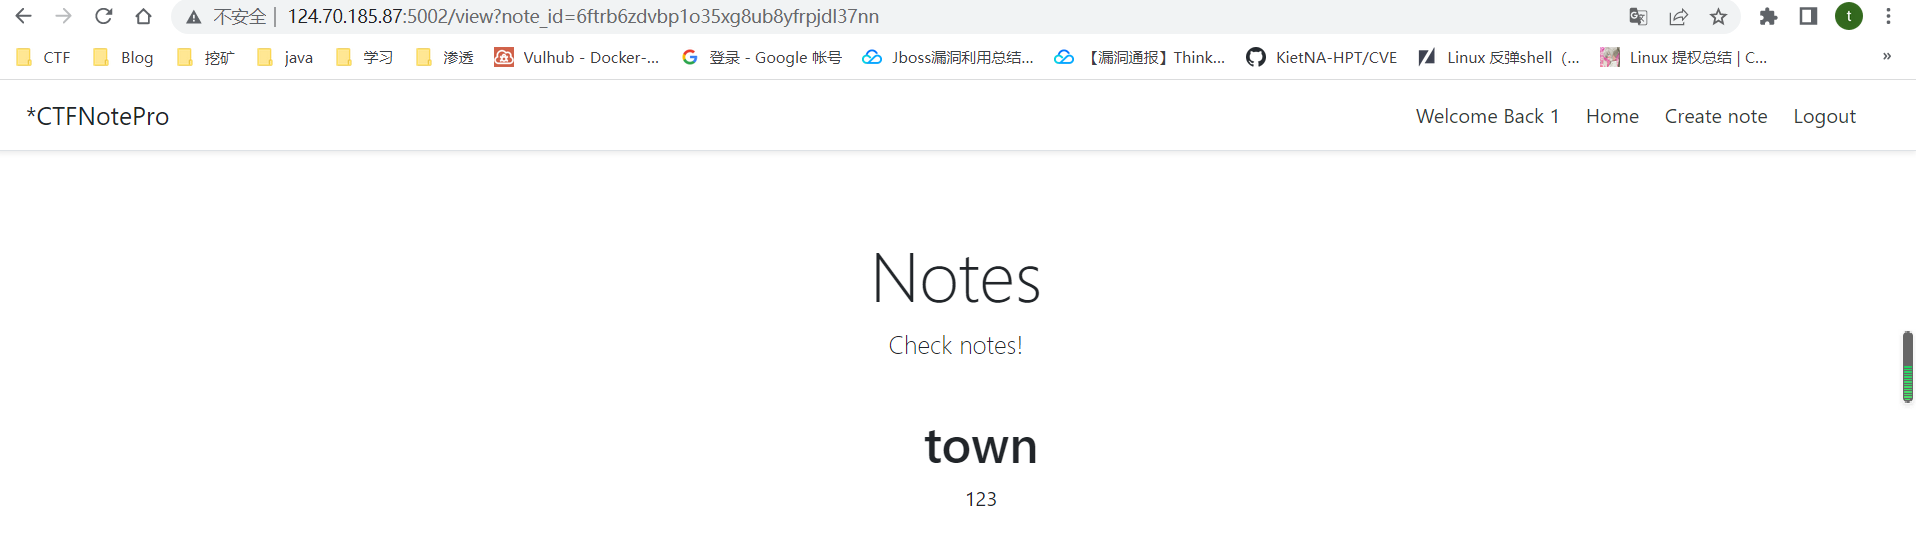 不安全 | 124.70.185.87:5002/view?note_id=6ftrb6zdvbp1o35xg8ub8yfrpjdl37nn t
CTF Blog 挖矿 java 学习 渗透 Vulhub - Docker-... 登录 - Google 帐号 Jboss漏洞利用总结... 【漏洞通报】Think... KietNA-HPT/CVE Linux 反弹shell（... Linux 提权总结 | C... »
*CTFNotePro Welcome Back 1 Home Create note Logout
Notes
Check notes!
town
123